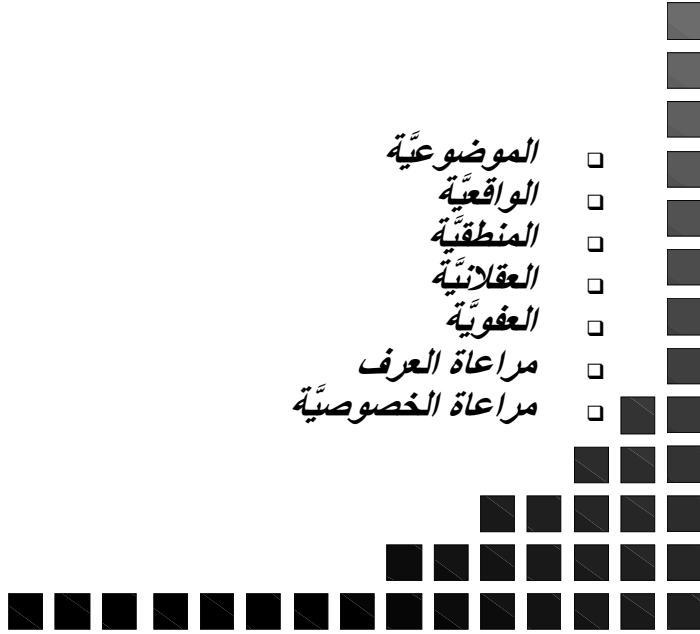 ❑ الموضوعيَّة
❑ الواقعيَّة
❑ المنطقيَّة
❑ العقلانيَّة
❑ العفويَّة
❑ مراعاة العرف
❑ مراعاة الخصوصيَّة